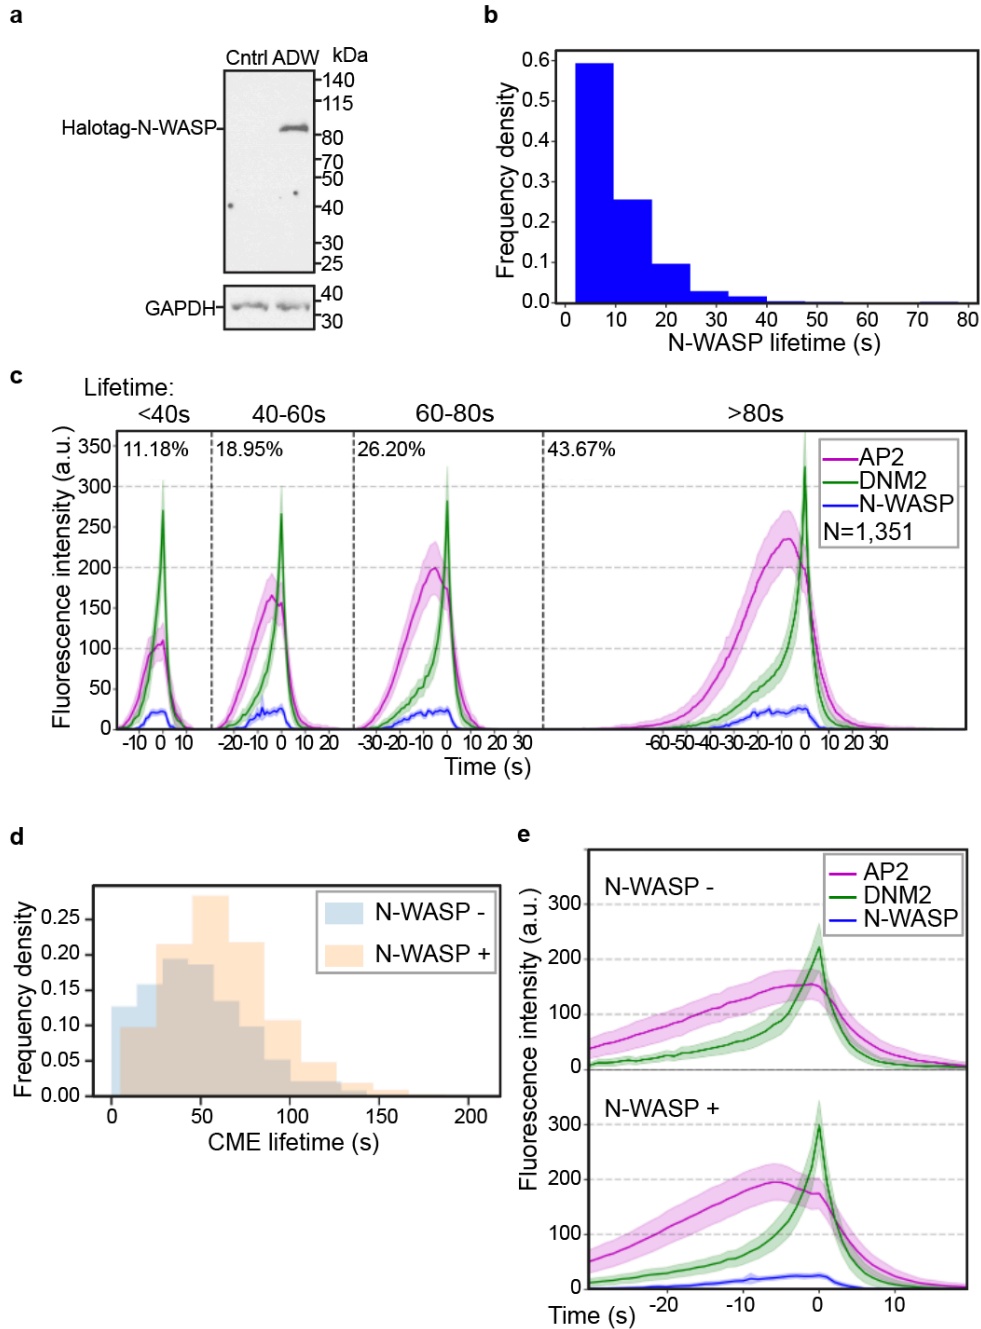 a
Cntrl ADW kDa
Halotag-N-WASP
140
115
80
70
50
40
30
25
GAPDH
40
30
b
Frequency density
0.6
0.5
0.4
0.3
0.2
0.1
0.0
0 10 20 30 40 50 60 70 80
N-WASP lifetime (s)
c
Lifetime:
<40s 40-60s 60-80s >80s
11.18% 18.95% 26.20% 43.67%
Fluorescence intensity (a.u.)
350
300
250
200
150
100
50
0
AP2
DNM2
N-WASP
N=1,351
-10 0 10 -20 -10 0 10 20 -30 -20 -10 0 10 20 30 -60 -50 -40 -30 -20 -10 0 10 20 30
Time (s)
d
Frequency density
0.25
0.20
0.15
0.10
0.05
0.00
N-WASP -
N-WASP +
0 50 100 150 200
CME lifetime (s)
e
Fluorescence intensity (a.u.)
N-WASP -
AP2
DNM2
N-WASP
300
200
100
0
N-WASP +
300
200
100
0
-20 -10 0 10
Time (s)